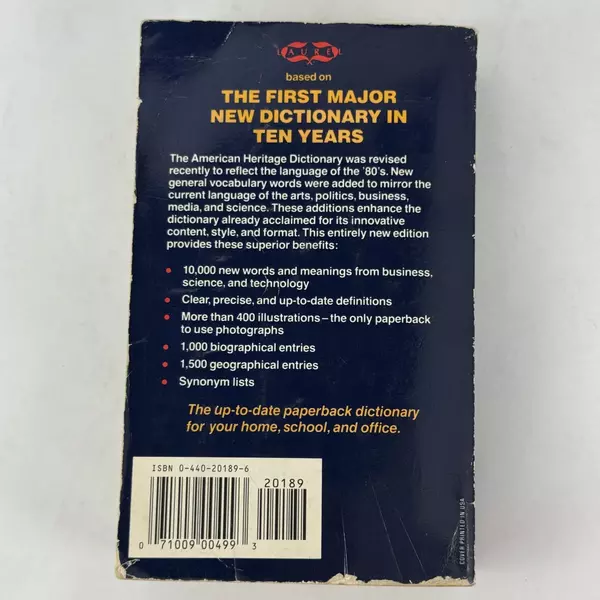 LAUREL
based on
THE FIRST MAJOR
NEW DICTIONARY IN
TEN YEARS
The American Heritage Dictionary was revised
recently to reflect the language of the '80's. New
general vocabulary words were added to mirror the
current language of the arts, politics, business,
media, and science. These additions enhance the
dictionary already acclaimed for its innovative
content, style, and format. This entirely new edition
provides these superior benefits:
• 10,000 new words and meanings from business,
science, and technology
• Clear, precise, and up-to-date definitions
• More than 400 illustrations – the only paperback
to use photographs
• 1,000 biographical entries
• 1,500 geographical entries
• Synonym lists
The up-to-date paperback dictionary
for your home, school, and office.
ISBN 0-440-20189-6
20189
0 71009 00499 3
COVER PRINTED IN USA